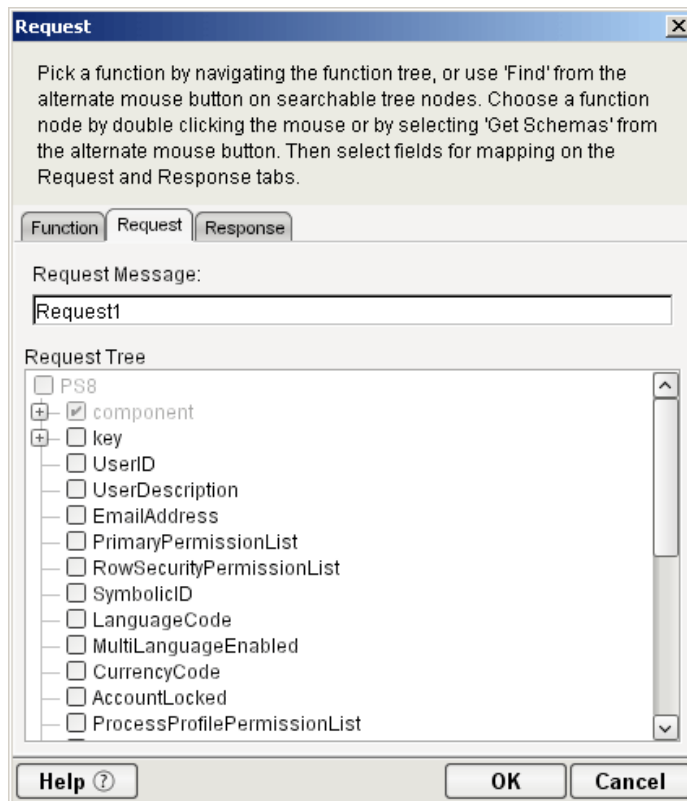 Request
Pick a function by navigating the function tree, or use 'Find' from the
alternate mouse button on searchable tree nodes. Choose a function
node by double clicking the mouse or by selecting 'Get Schemas' from
the alternate mouse button. Then select fields for mapping on the
Request and Response tabs.
Function Request Response
Request Message:
Request1
Request Tree
PS8
component
key
UserID
UserDescription
EmailAddress
PrimaryPermissionList
RowSecurityPermissionList
SymbolicID
LanguageCode
MultiLanguageEnabled
CurrencyCode
AccountLocked
ProcessProfilePermissionList
Help ? OK Cancel